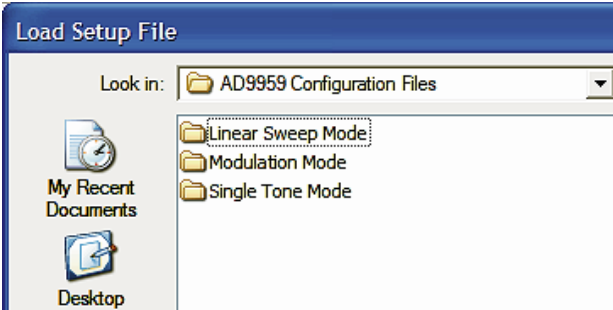 Load Setup File
Look in: AD9959 Configuration Files
Linear Sweep Mode
Modulation Mode
Single Tone Mode
My Recent
Documents
Desktop